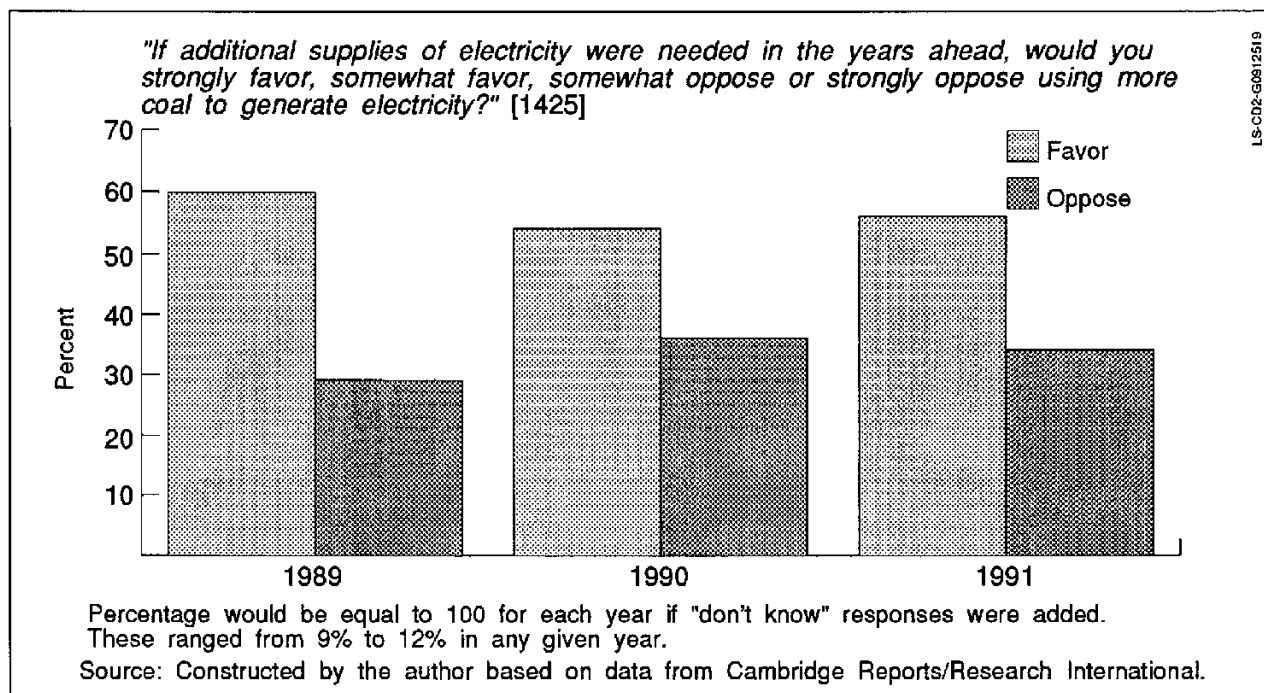 "If additional supplies of electricity were needed in the years ahead, would you
strongly favor, somewhat favor, somewhat oppose or strongly oppose using more
coal to generate electricity?" [1425]
LS-CD2-G0912519
70
60
50
40
30
20
10
Percent
Favor
Oppose
1989 1990 1991
Percentage would be equal to 100 for each year if "don't know" responses were added.
These ranged from 9% to 12% in any given year.
Source: Constructed by the author based on data from Cambridge Reports/Research International.